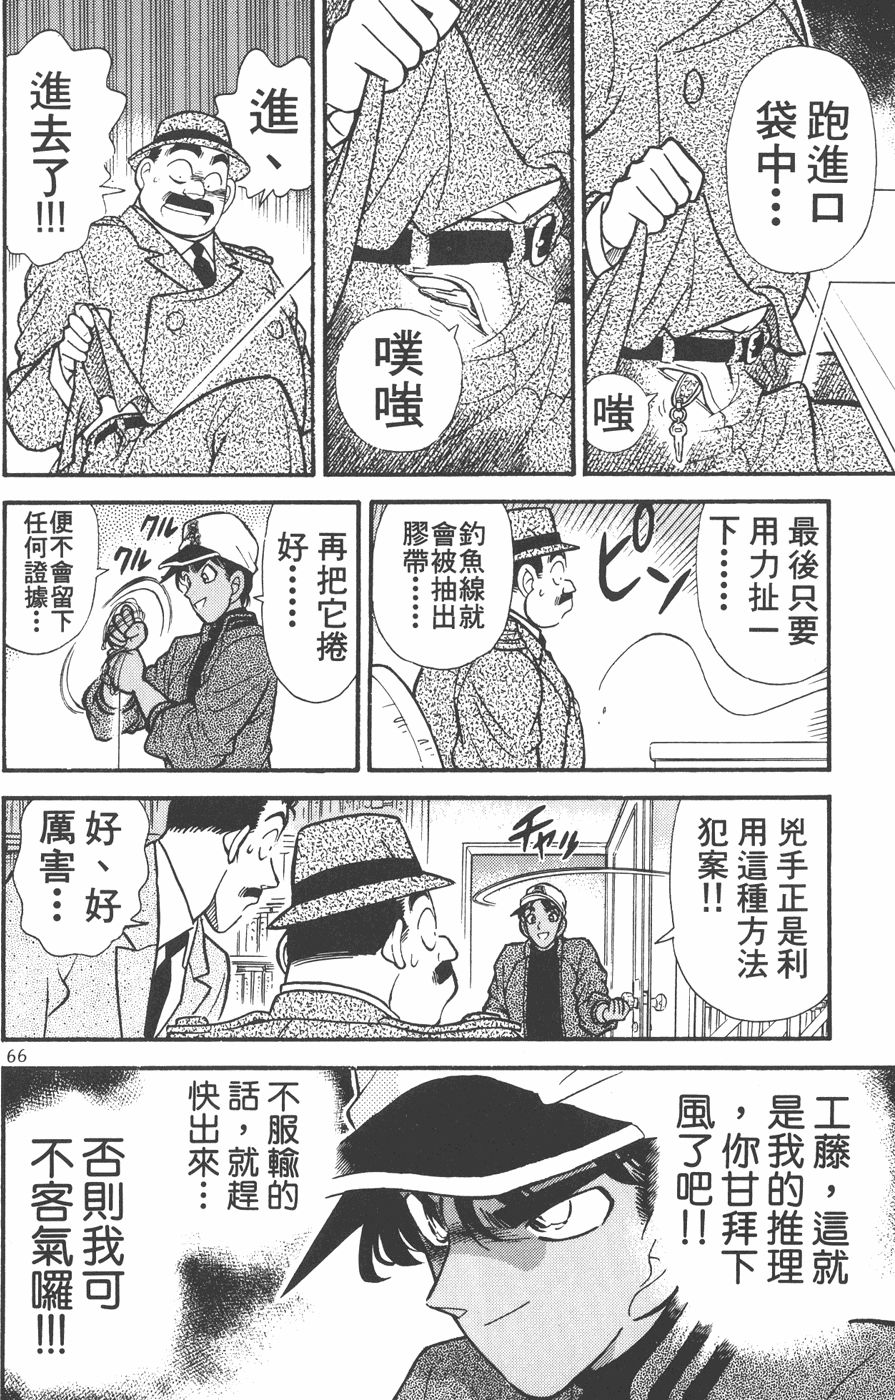 跑進口
袋中…
嗤
噗嗤
進、
進去了!!!
最後只要
用力扯一
下……
ピン
釣魚線就
會被抽出
膠帶……
再把它捲
好……
クル
クル
便不會留下
任何證據…
兇手正是利
用這種方法
犯案!!
チャッ
好、好
厲害…
66
工藤，這就
是我的推理
，你甘拜下
風了吧!!
不服輸的
話，就趕
快出來…
否則我可
不客氣囉!!!